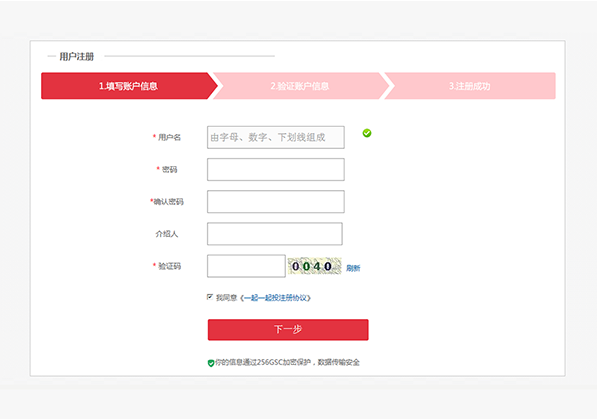 用户注册
1.填写账户信息 2.验证账户信息 3.注册成功
* 用户名 由字母、数字、下划线组成
* 密码
*确认密码
介绍人
* 验证码 0040 刷新
我同意《一起一起投注册协议》
下一步
你的信息通过256GSC加密保护，数据传输安全